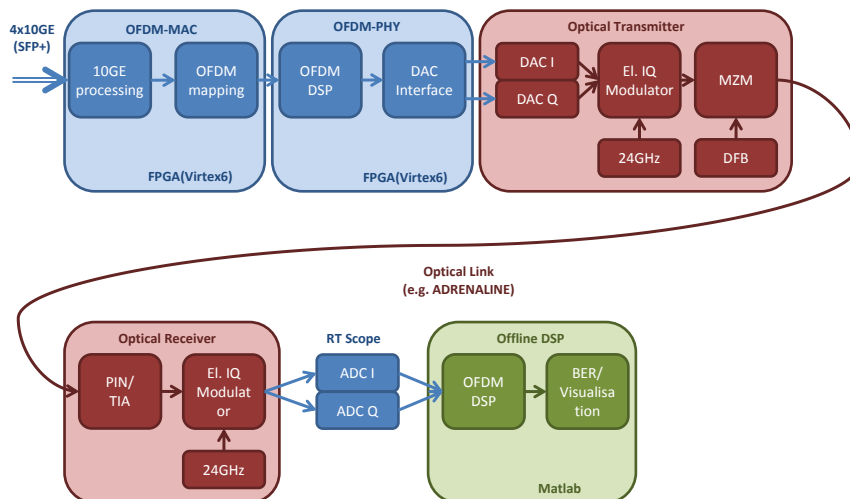 4x10GE
(SFP+)
OFDM-MAC
10GE
processing
OFDM
mapping
FPGA(Virtex6)
OFDM-PHY
OFDM
DSP
DAC
Interface
FPGA(Virtex6)
Optical Transmitter
DAC I
DAC Q
El. IQ
Modulator
MZM
24GHz
DFB
Optical Link
(e.g. ADRENALINE)
Optical Receiver
PIN/
TIA
El. IQ
Modulat
or
24GHz
RT Scope
ADC I
ADC Q
Offline DSP
OFDM
DSP
BER/
Visualisa
tion
Matlab